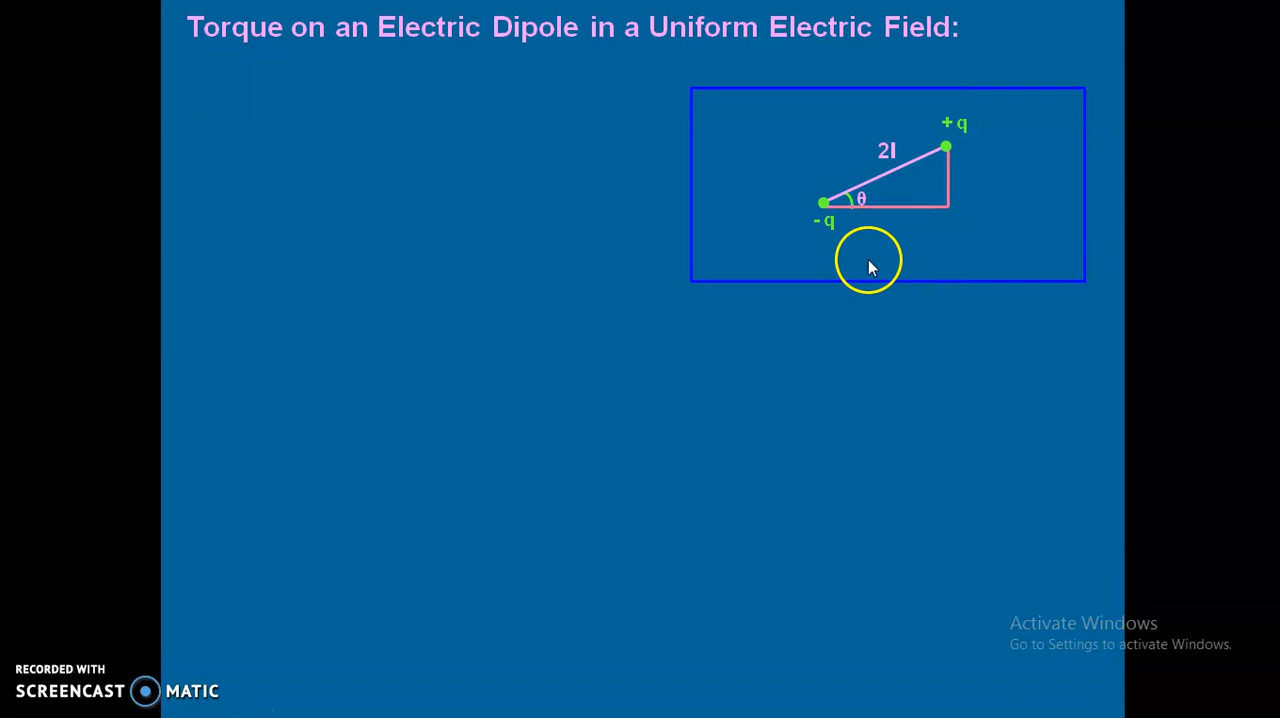 Torque on an Electric Dipole in a Uniform Electric Field:
+ q
2l
θ
- q
Activate Windows
Go to Settings to activate Windows.
RECORDED WITH
SCREENCAST MATIC